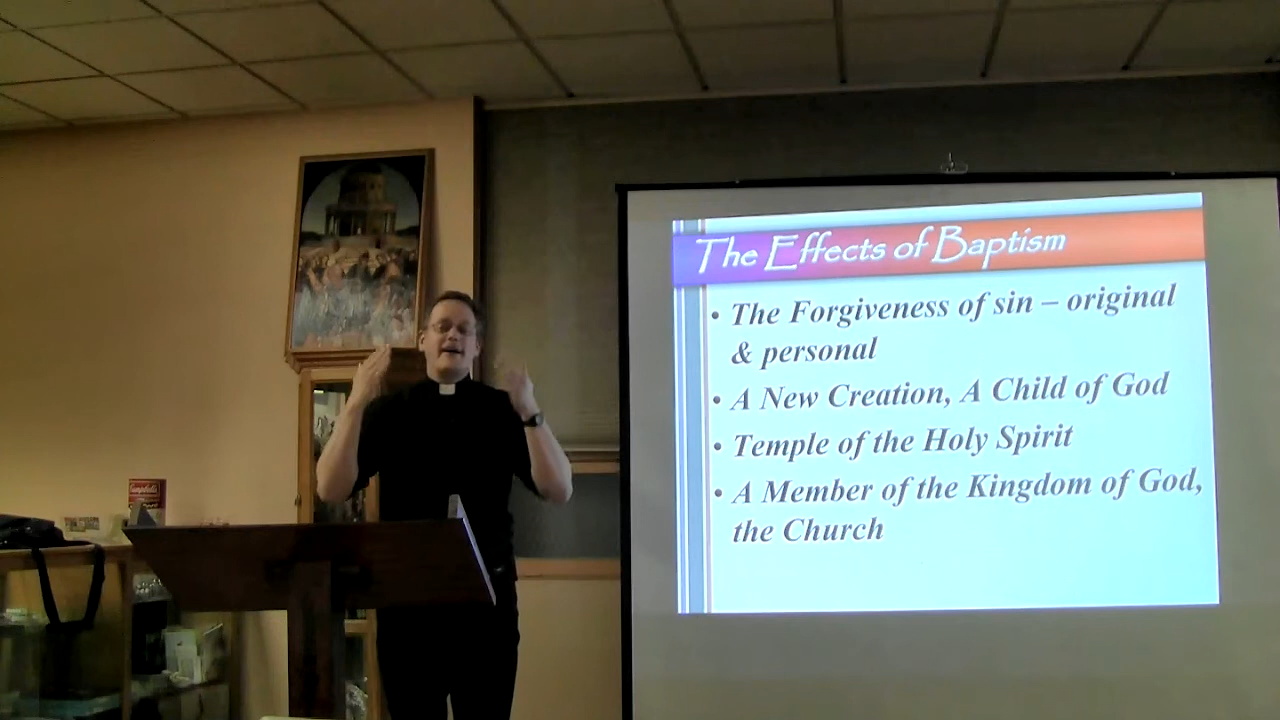 The Effects of Baptism
• The Forgiveness of sin – original
& personal
• A New Creation, A Child of God
• Temple of the Holy Spirit
• A Member of the Kingdom of God,
the Church
Campbell's